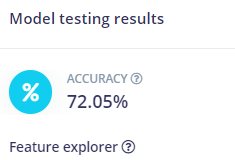 Model testing results
%
ACCURACY ?
72.05%
Feature explorer ?